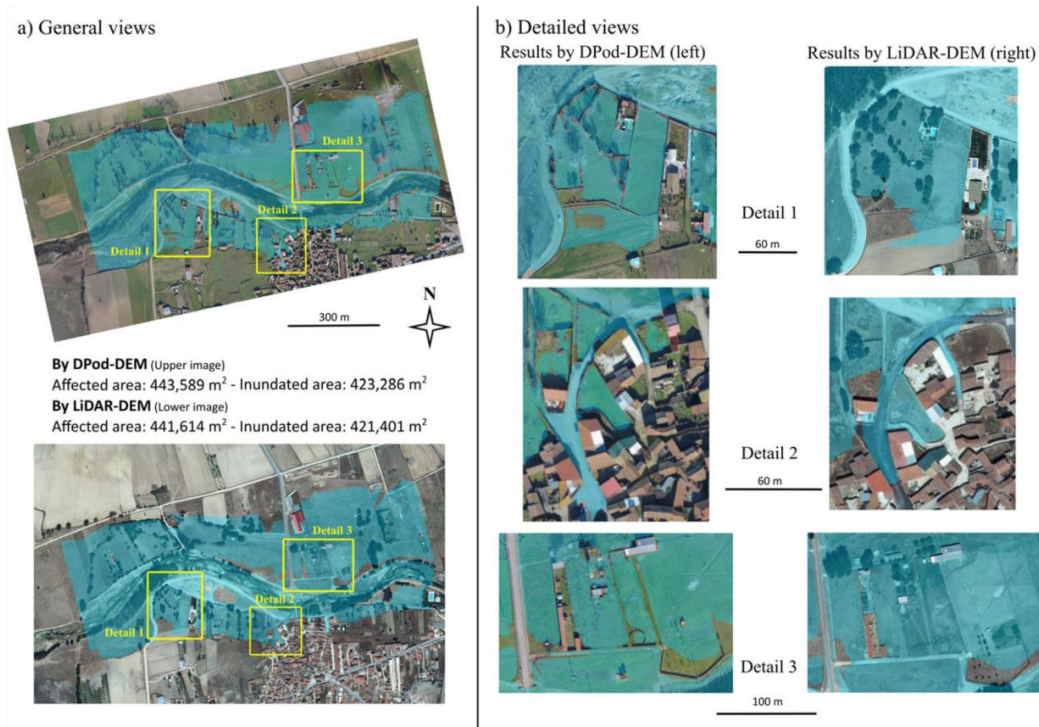 a) General views
Detail 3
Detail 2
Detail 1
N
300 m
By DPod-DEM (Upper image)
Affected area: 443,589 m² - Inundated area: 423,286 m²
By LiDAR-DEM (Lower image)
Affected area: 441,614 m² - Inundated area: 421,401 m²
Detail 3
Detail 2
Detail 1
b) Detailed views
Results by DPod-DEM (left)
Results by LiDAR-DEM (right)
Detail 1
60 m
Detail 2
60 m
Detail 3
100 m